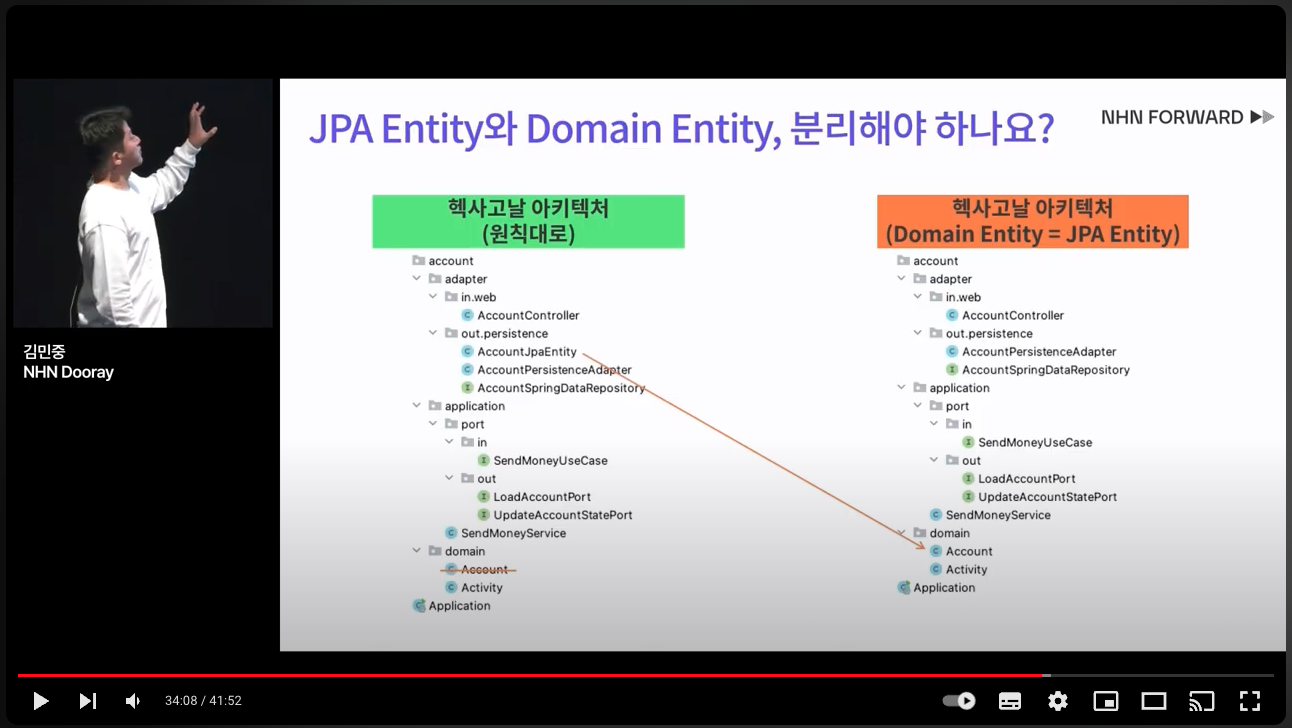 JPA Entity와 Domain Entity, 분리해야 하나요?
NHN FORWARD
김민중
NHN Dooray
헥사고날 아키텍처
(원칙대로)
account
adapter
in.web
AccountController
out.persistence
AccountJpaEntity
AccountPersistenceAdapter
AccountSpringDataRepository
application
port
in
SendMoneyUseCase
out
LoadAccountPort
UpdateAccountStatePort
SendMoneyService
domain
Account
Activity
Application
헥사고날 아키텍처
(Domain Entity = JPA Entity)
account
adapter
in.web
AccountController
out.persistence
AccountPersistenceAdapter
AccountSpringDataRepository
application
port
in
SendMoneyUseCase
out
LoadAccountPort
UpdateAccountStatePort
SendMoneyService
domain
Account
Activity
Application
34:08 / 41:52